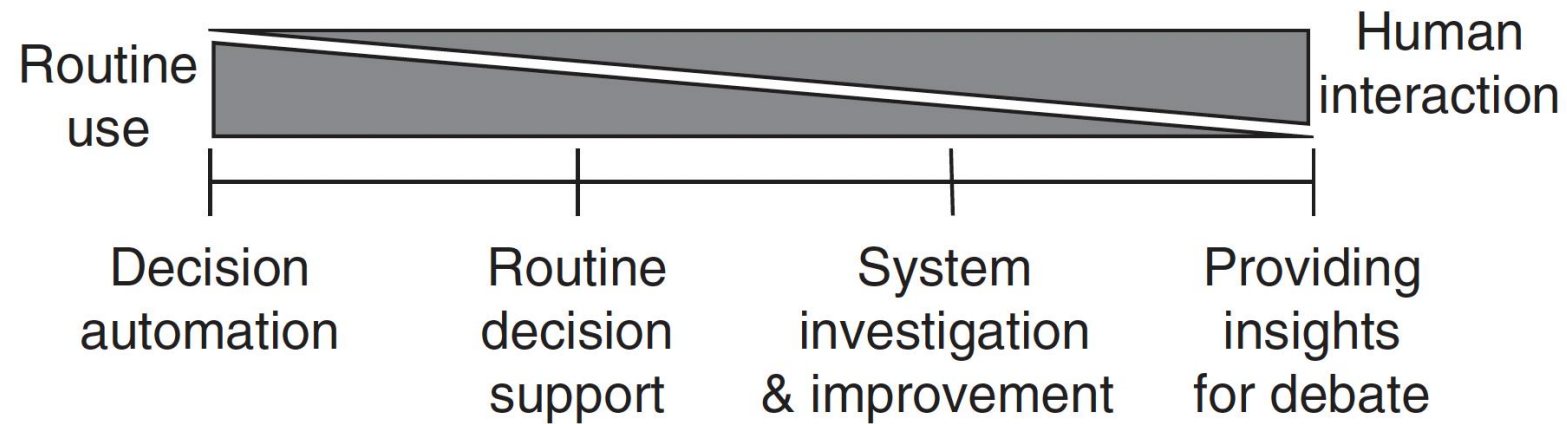 Routine
use
Human
interaction
Decision
automation
Routine
decision
support
System
investigation
& improvement
Providing
insights
for debate